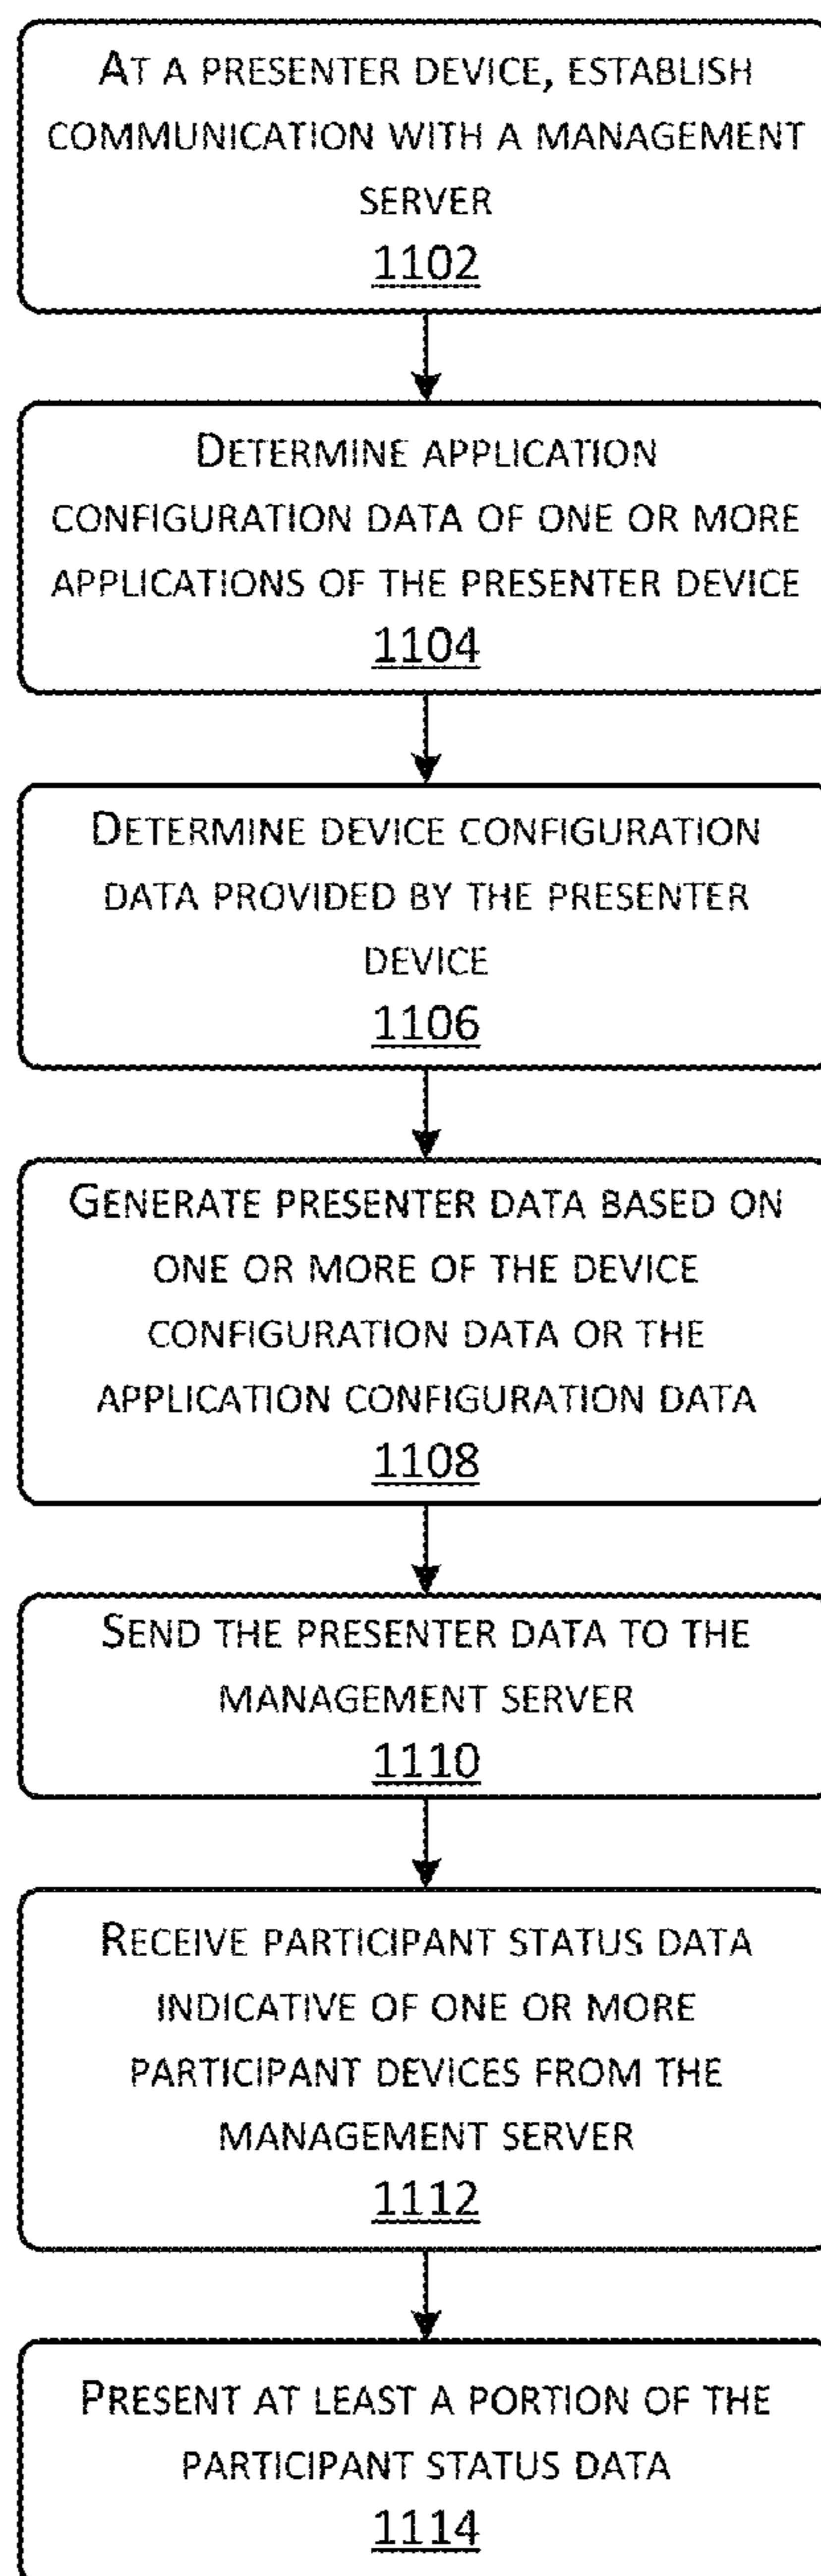 AT A PRESENTER DEVICE, ESTABLISH
COMMUNICATION WITH A MANAGEMENT
SERVER
1102
DETERMINE APPLICATION
CONFIGURATION DATA OF ONE OR MORE
APPLICATIONS OF THE PRESENTER DEVICE
1104
DETERMINE DEVICE CONFIGURATION
DATA PROVIDED BY THE PRESENTER
DEVICE
1106
GENERATE PRESENTER DATA BASED ON
ONE OR MORE OF THE DEVICE
CONFIGURATION DATA OR THE
APPLICATION CONFIGURATION DATA
1108
SEND THE PRESENTER DATA TO THE
MANAGEMENT SERVER
1110
RECEIVE PARTICIPANT STATUS DATA
INDICATIVE OF ONE OR MORE
PARTICIPANT DEVICES FROM THE
MANAGEMENT SERVER
1112
PRESENT AT LEAST A PORTION OF THE
PARTICIPANT STATUS DATA
1114